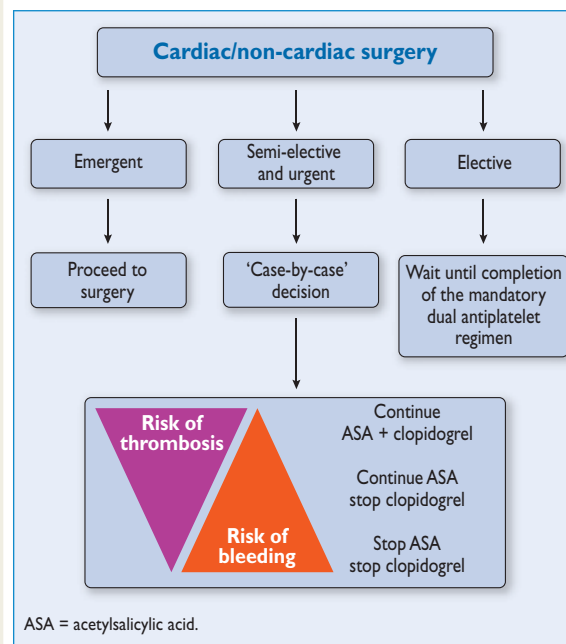 Cardiac/non-cardiac surgery
Emergent
Semi-elective
and urgent
Elective
Proceed to
surgery
‘Case-by-case’
decision
Wait until completion
of the mandatory
dual antiplatelet
regimen
Risk of
thrombosis
Risk of
bleeding
Continue
ASA + clopidogrel
Continue ASA
stop clopidogrel
Stop ASA
stop clopidogrel
ASA = acetylsalicylic acid.